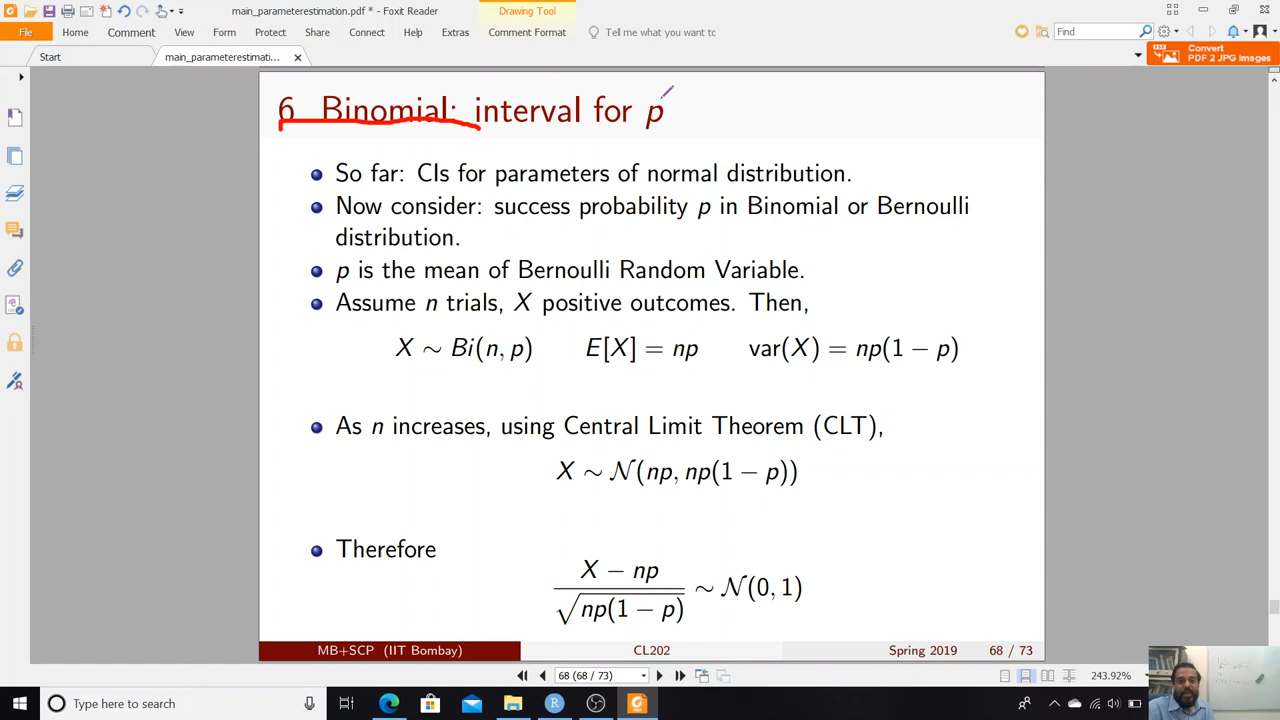 main_parameterestimation.pdf * - Foxit Reader
Drawing Tool
File
Home
Comment
View
Form
Protect
Share
Connect
Help
Extras
Comment Format
Tell me what you want tc
Find
Start
main_parameterestimati...
Convert
PDF 2 JPG Images
6 Binomial: interval for p
So far: CIs for parameters of normal distribution.
Now consider: success probability p in Binomial or Bernoulli
distribution.
p is the mean of Bernoulli Random Variable.
Assume n trials, X positive outcomes. Then,
X ∼ Bi(n, p) E[X] = np var(X) = np(1 − p)
As n increases, using Central Limit Theorem (CLT),
X ∼ 𝒩(np, np(1 − p))
Therefore
X − np
√np(1 − p) ∼ 𝒩(0, 1)
MB+SCP (IIT Bombay) CL202 Spring 2019 68 / 73
68 (68 / 73)
243.92%
Type here to search